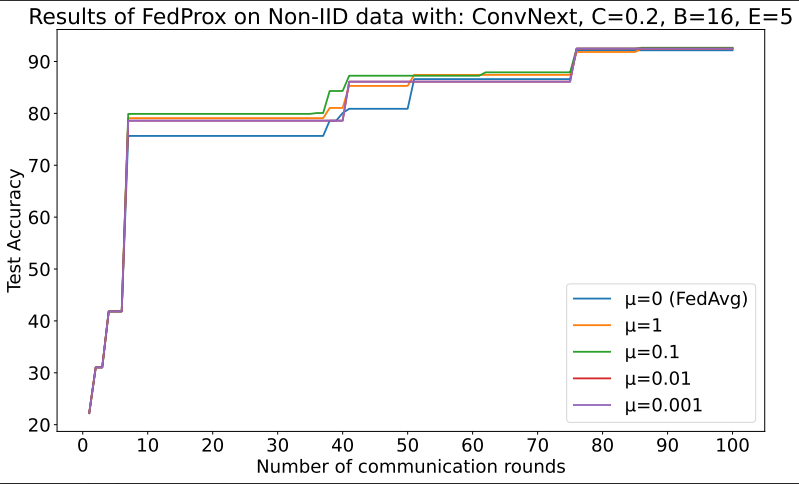 Results of FedProx on Non-IID data with: ConvNext, C=0.2, B=16, E=5
Test Accuracy
90
80
70
60
50
40
30
20
0 10 20 30 40 50 60 70 80 90 100
Number of communication rounds
μ=0 (FedAvg)
μ=1
μ=0.1
μ=0.01
μ=0.001